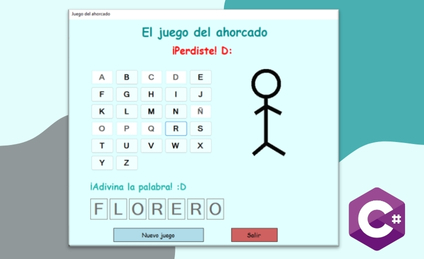 Juego del ahorcado
El juego del ahorcado
¡Perdiste! D:
A B C D E
F G H I J
K L M N Ñ
O P Q R S
T U V W X
Y Z
¡Adivina la palabra! :D
F L O R E R O
Nuevo juego Salir
C#